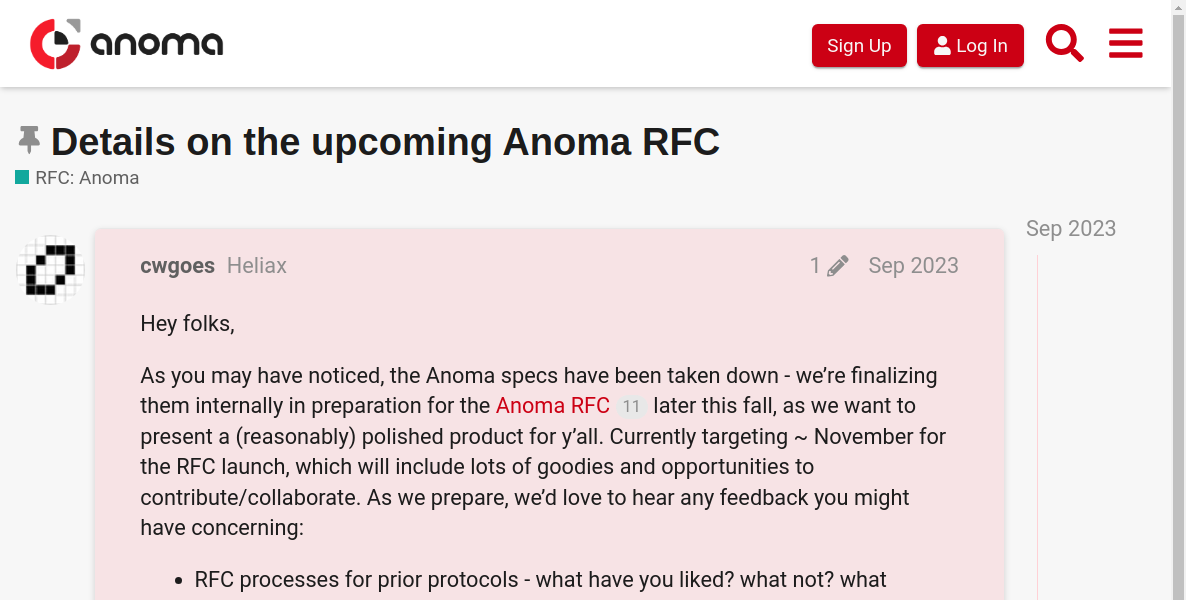 anoma
Sign Up
Log In
Details on the upcoming Anoma RFC
RFC: Anoma
Sep 2023
cwgoes Heliax 1 Sep 2023
Hey folks,
As you may have noticed, the Anoma specs have been taken down - we’re finalizing
them internally in preparation for the Anoma RFC 11 later this fall, as we want to
present a (reasonably) polished product for y’all. Currently targeting ~ November for
the RFC launch, which will include lots of goodies and opportunities to
contribute/collaborate. As we prepare, we’d love to hear any feedback you might
have concerning:
• RFC processes for prior protocols - what have you liked? what not? what